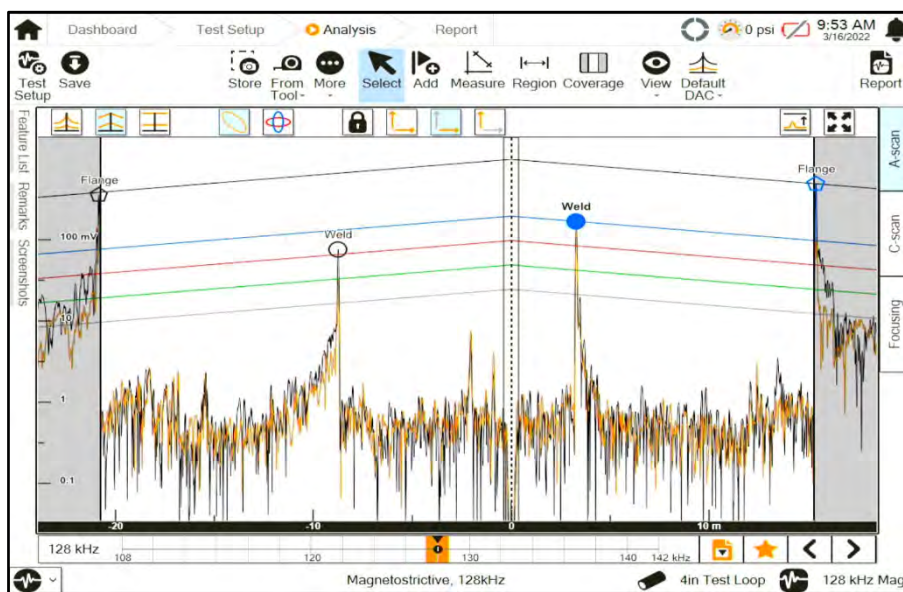 Dashboard Test Setup Analysis Report
0 psi 9:53 AM
3/16/2022
Test Setup Save Store From Tool More Select Add Measure Region Coverage View Default DAC Report
Feature List Remarks Screenshots
A-scan
C-scan
Focusing
Flange Flange
Weld
100 mV
Weld
10
1
0.1
-20 -10 0 10 m
128 kHz 108 120 130 140 142 kHz
Magnetostrictive, 128kHz 4in Test Loop 128 kHz Mag